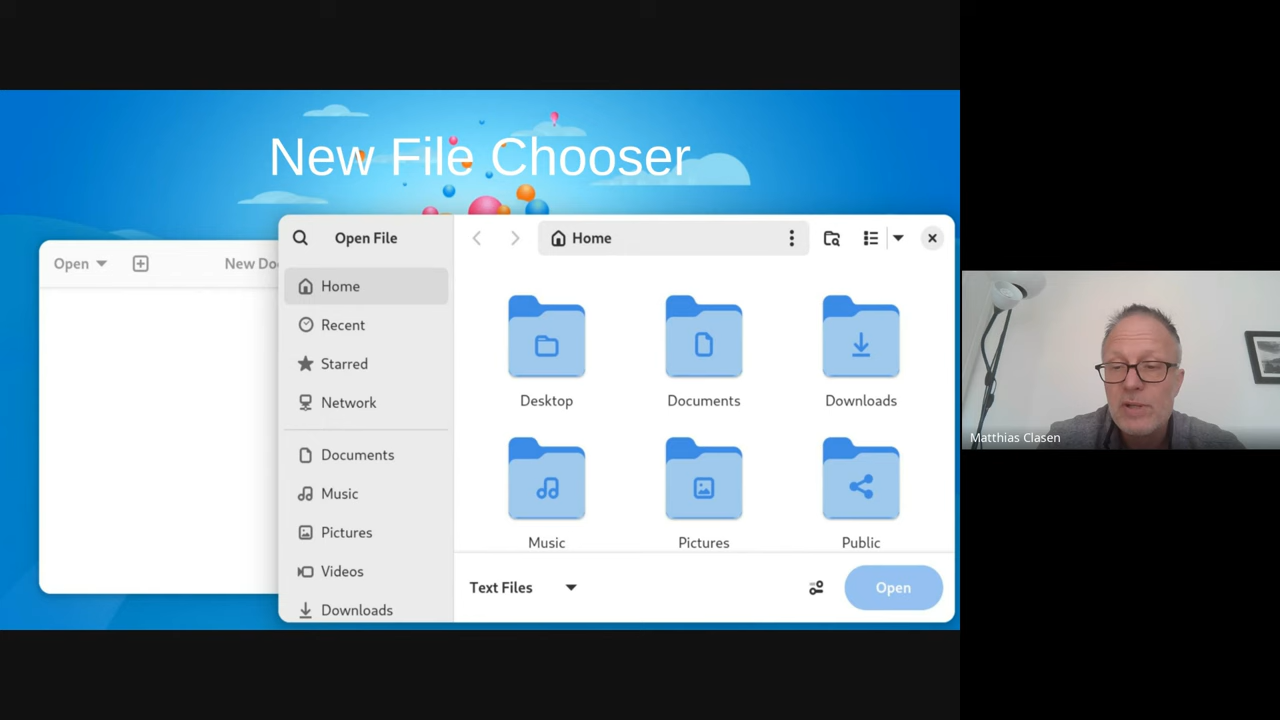 New File Chooser
Open
New Do
Open File
Home
Home
Recent
Starred
Network
Documents
Music
Pictures
Videos
Downloads
Desktop
Documents
Downloads
Music
Pictures
Public
Text Files
Open
Matthias Clasen